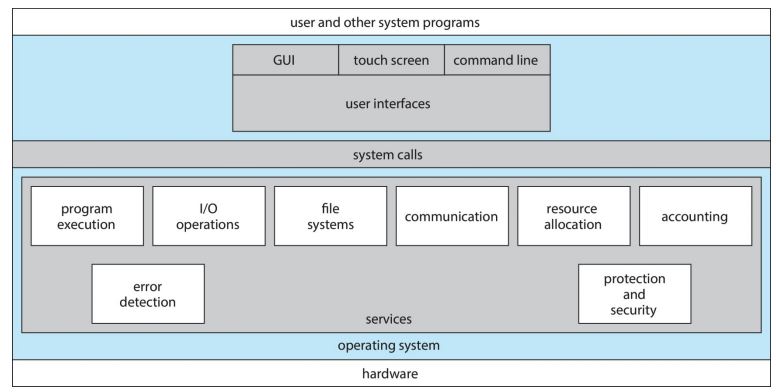 user and other system programs
GUI
touch screen
command line
user interfaces
system calls
program
execution
I/O
operations
file
systems
communication
resource
allocation
accounting
error
detection
protection
and
security
services
operating system
hardware